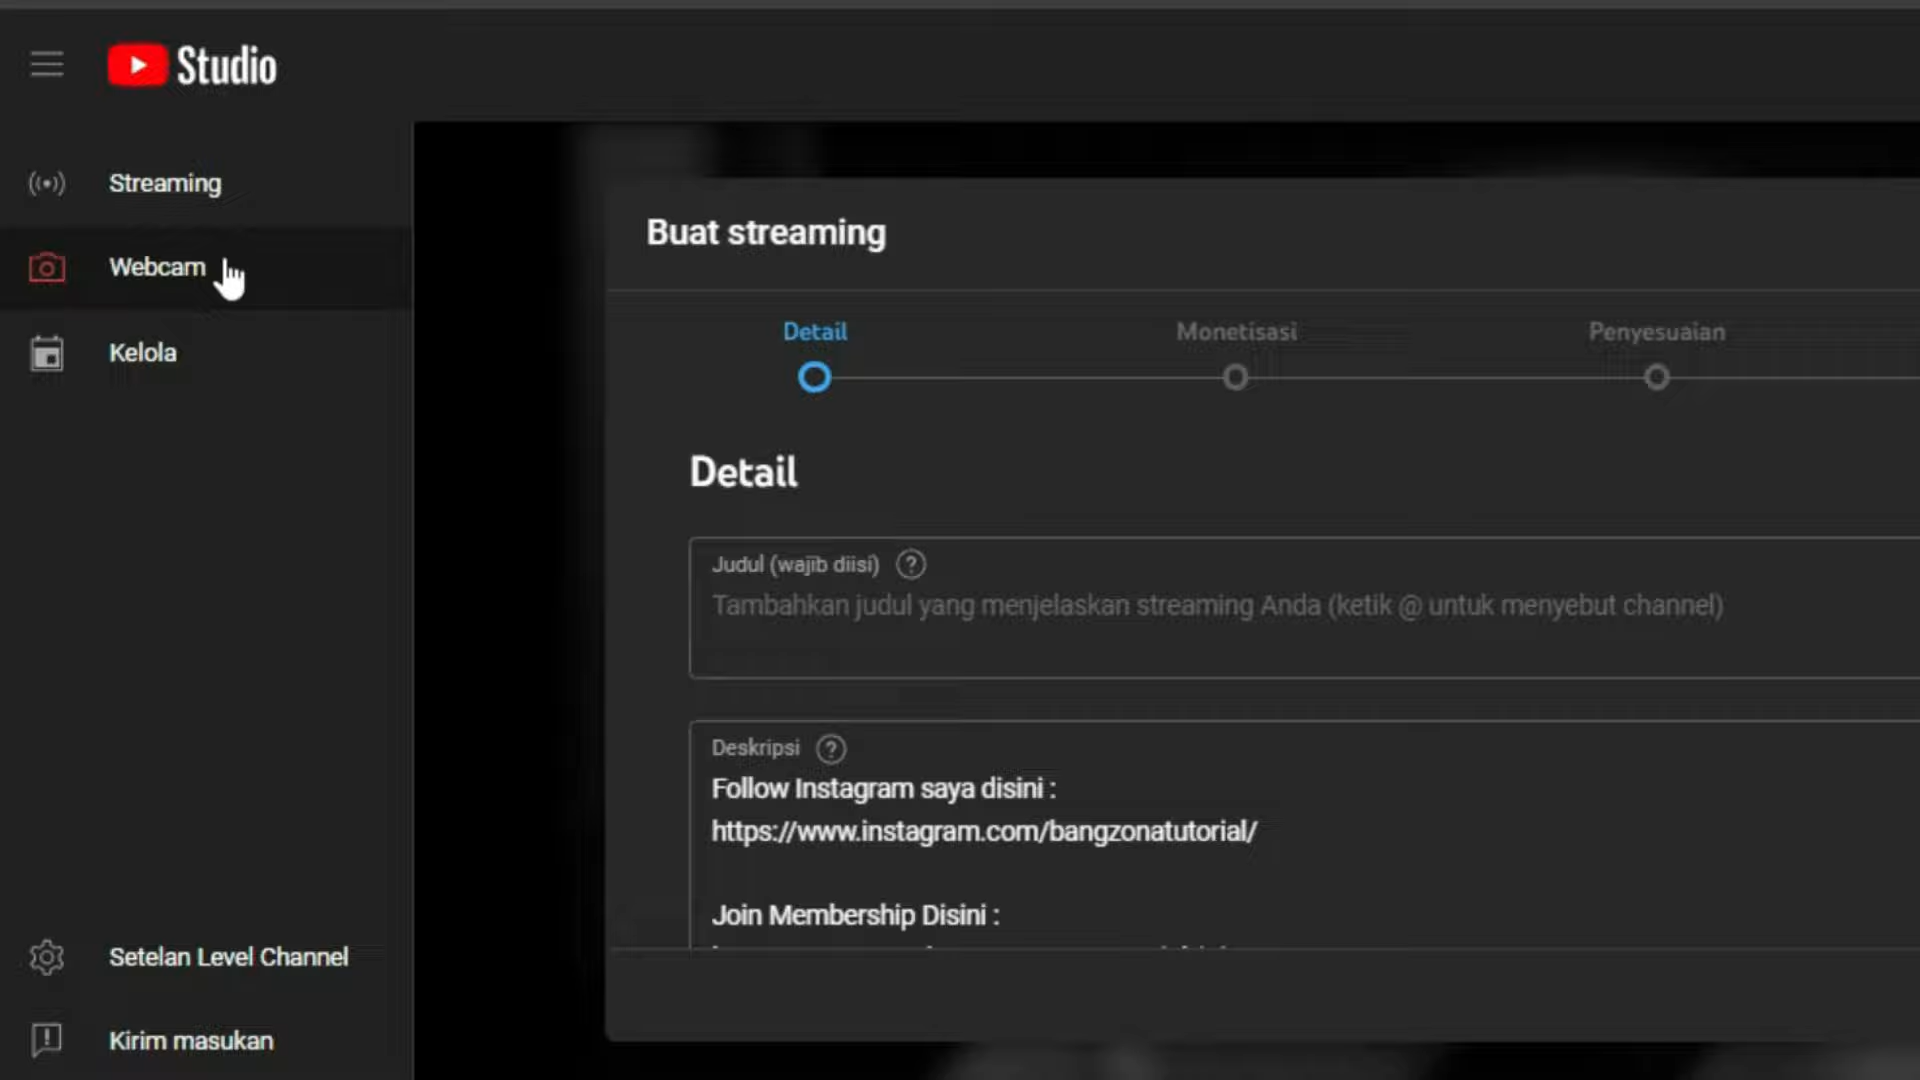 Studio
Streaming
Webcam
Kelola
Setelan Level Channel
Kirim masukan
Buat streaming
Detail
Monetisasi
Penyesuaian
Detail
Judul (wajib diisi)
Tambahkan judul yang menjelaskan streaming Anda (ketik @ untuk menyebut channel)
Deskripsi
Follow Instagram saya disini :
https://www.instagram.com/bangzonatutorial/
Join Membership Disini :